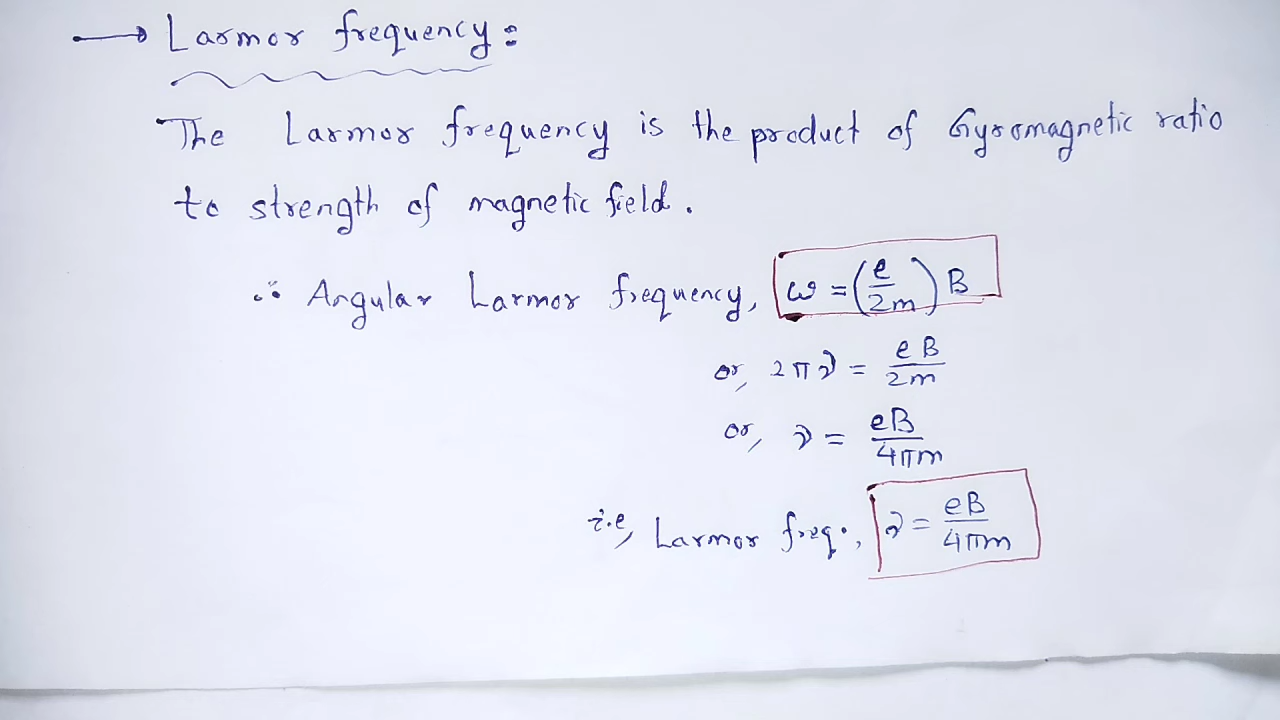 → Larmor frequency:
The Larmor frequency is the product of Gyromagnetic ratio
to strength of magnetic field.
∴ Angular Larmor frequency, ω = (e/2m) B
or, 2πν = eB/2m
or, ν = eB/4πm
i.e, Larmor freq., ν = eB/4πm